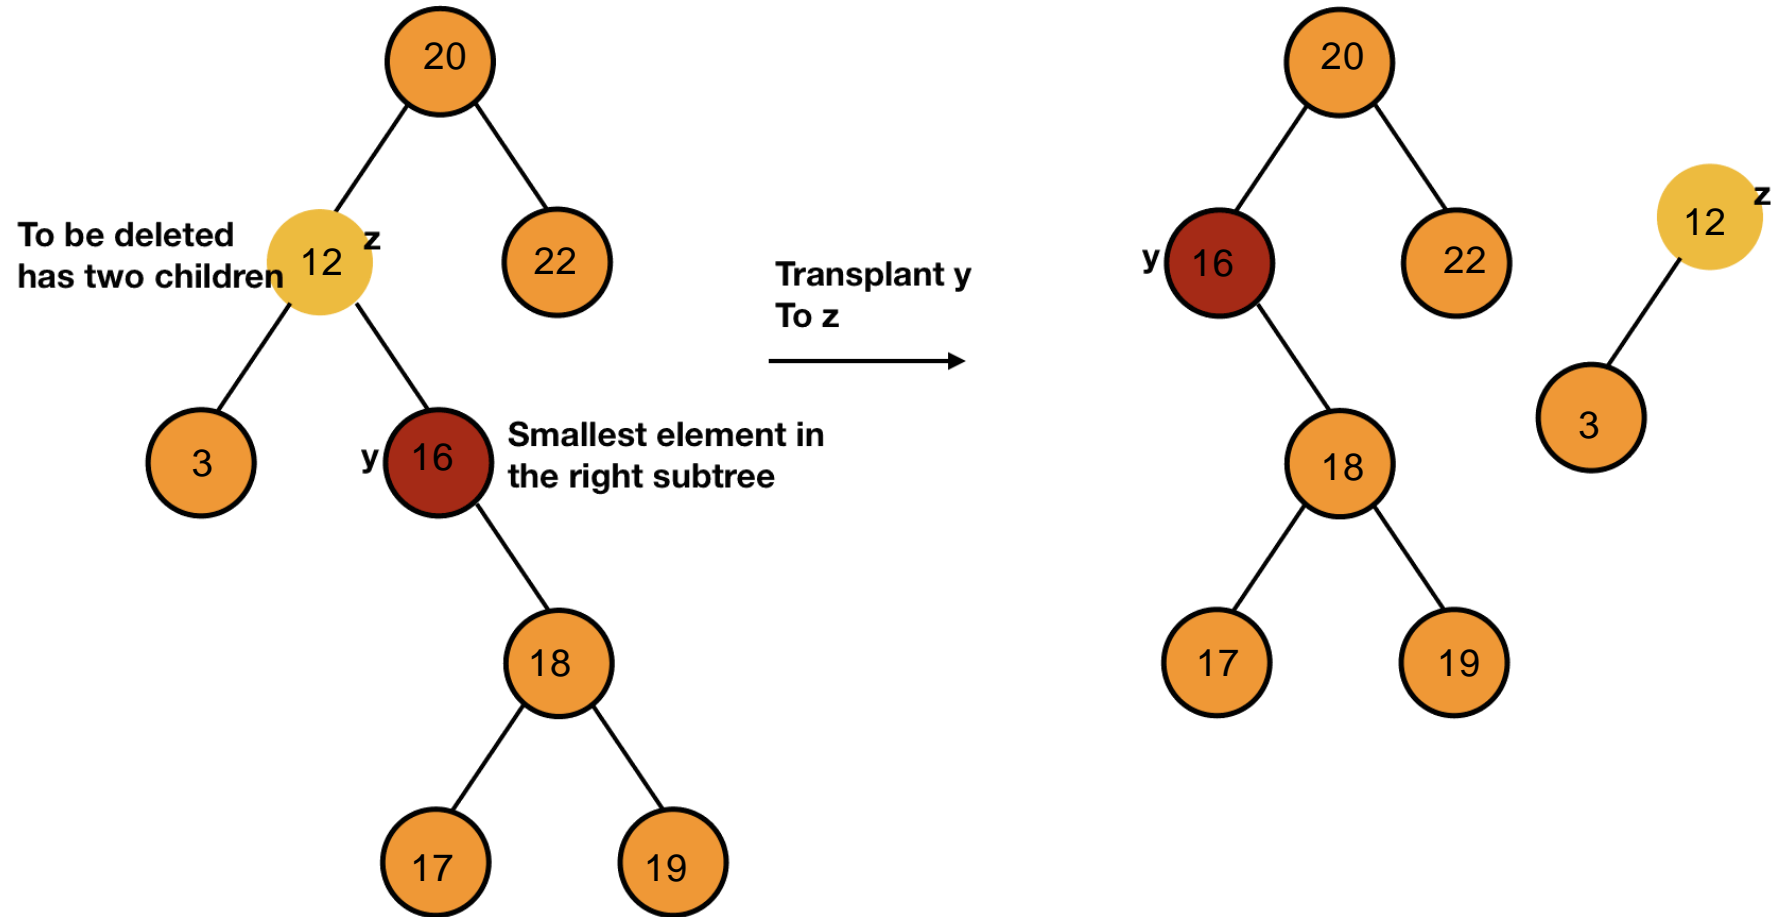 20
To be deleted
has two children
12
z
22
3
y
16
Smallest element in
the right subtree
18
17
19
Transplant y
To z
20
y
16
22
18
17
19
12
z
3